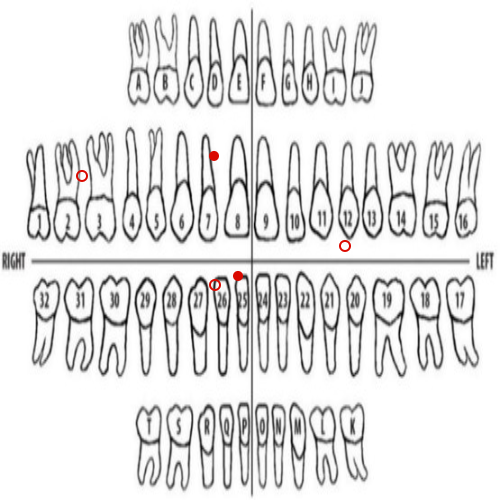 A B C D E F G H I J
1 2 3 4 5 6 7 8 9 10 11 12 13 14 15 16
RIGHT LEFT
32 31 30 29 28 27 26 25 24 23 22 21 20 19 18 17
T S R Q P O N M L K